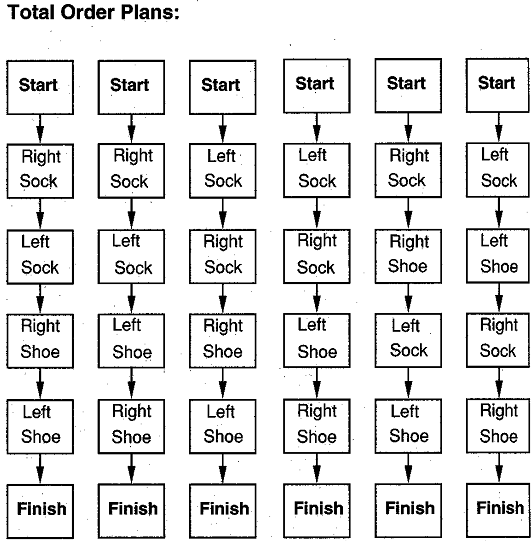 Total Order Plans:
Start Start Start Start Start Start
Right Right Left Left Right Left
Sock Sock Sock Sock Sock Sock
Left Left Right Right Right Left
Sock Sock Sock Sock Shoe Shoe
Right Left Right Left Left Right
Shoe Shoe Shoe Shoe Sock Sock
Left Right Left Right Left Right
Shoe Shoe Shoe Shoe Shoe Shoe
Finish Finish Finish Finish Finish Finish